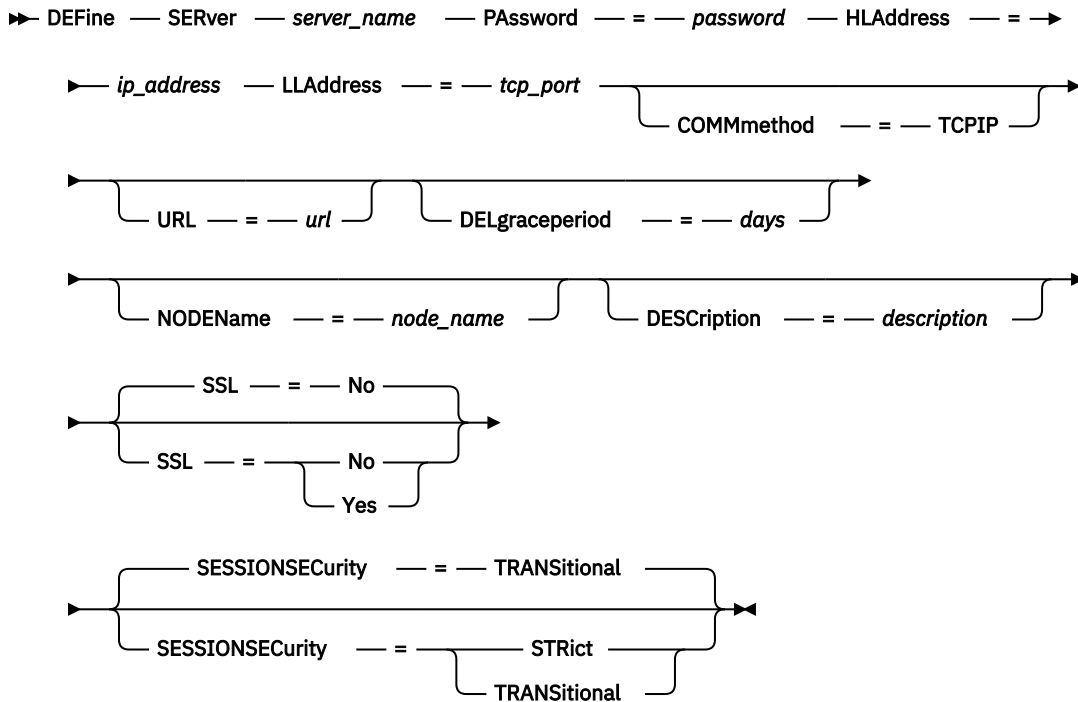 DEFine SERver server_name PAssword = password HLAddress =
ip_address LLAddress = tcp_port
COMMmethod = TCPIP
URL = url DELgraceperiod = days
NODEName = node_name DESCription = description
SSL = No
SSL = No
Yes
SESSIONSECurity = TRANSitional
SESSIONSECurity = STRict
TRANSitional